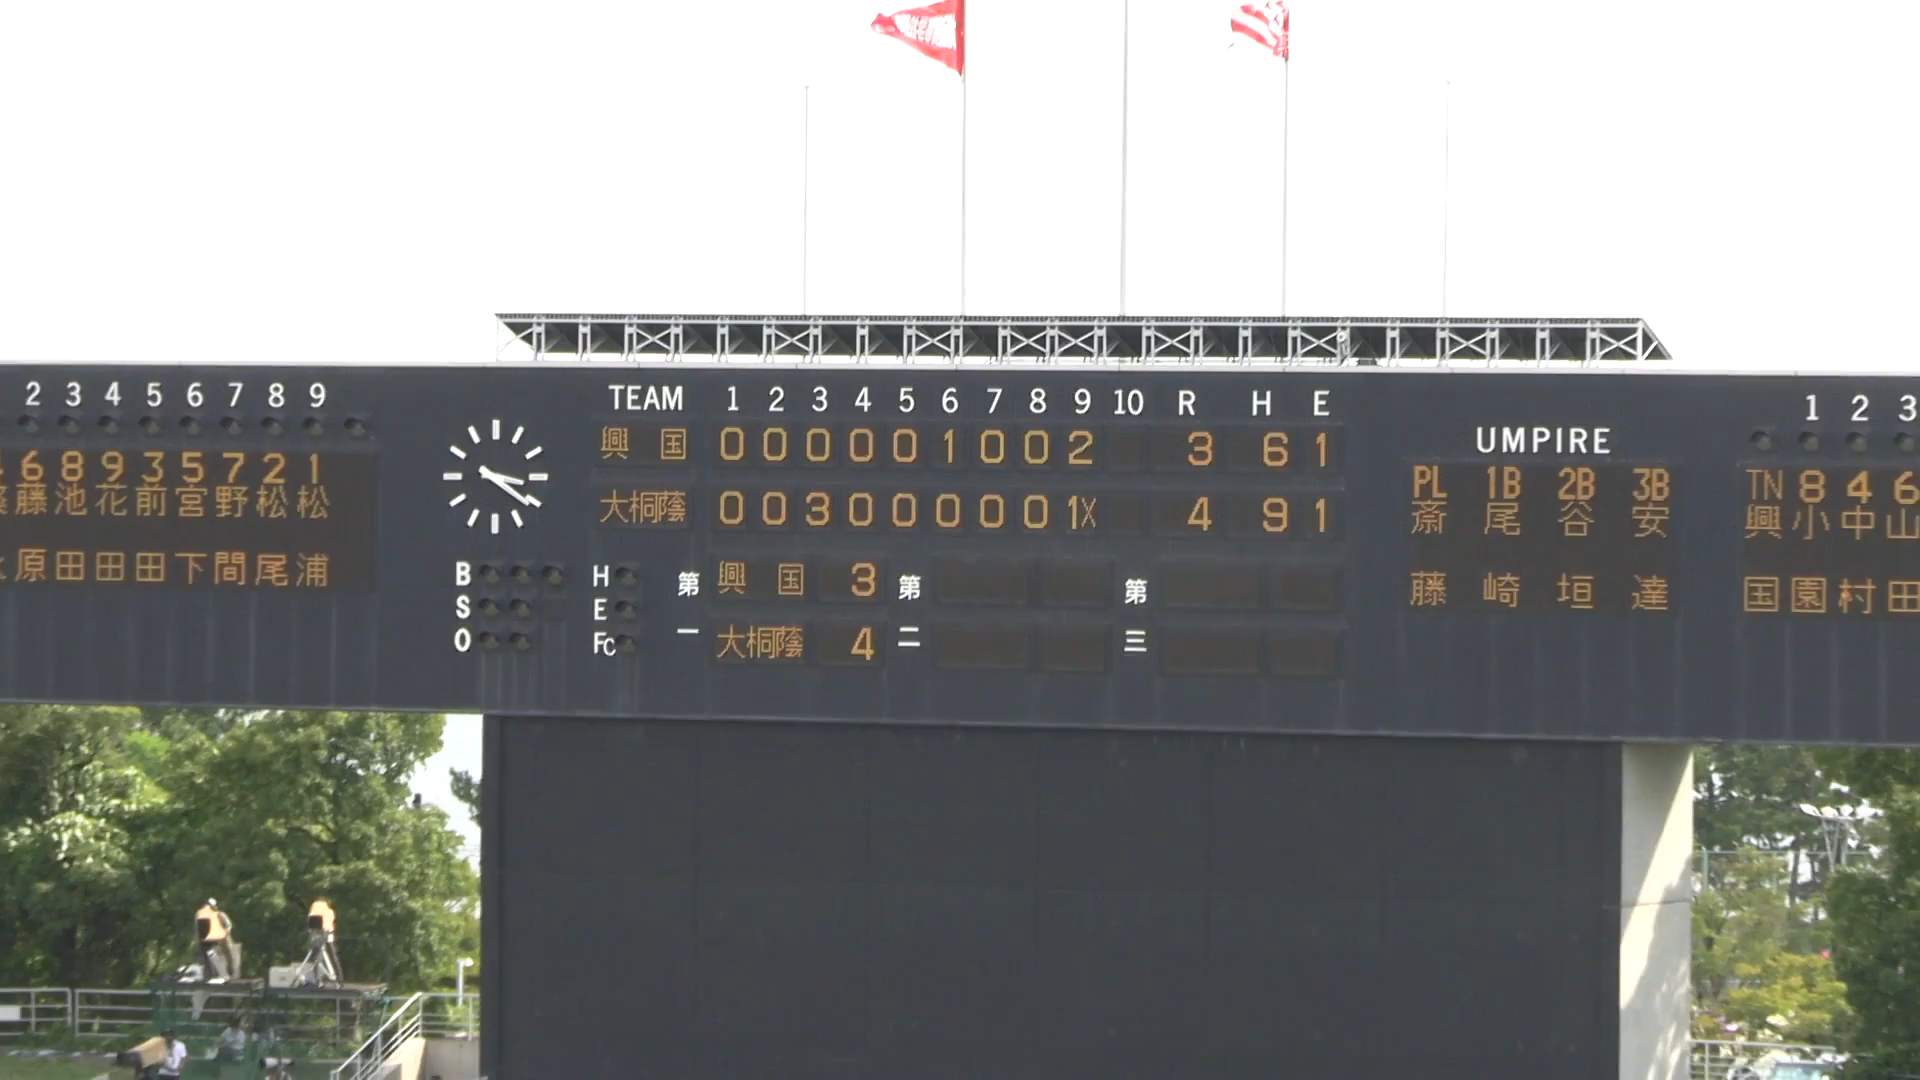 2 3 4 5 6 7 8 9
6 8 9 3 5 7 2 1
藤 池 花 前 宮 野 松 松
原 田 田 田 下 間 尾 浦
TEAM 1 2 3 4 5 6 7 8 9 10 R H E
興国 0 0 0 0 0 1 0 0 2 3 6 1
大桐蔭 0 0 3 0 0 0 0 0 1X 4 9 1
B
S
O
H
E
FC
第一
興国 3
大桐蔭 4
第二
第三
UMPIRE
PL 1B 2B 3B
斎 尾 谷 安
藤 崎 垣 達
1 2 3
TN 8 4 6
興 小 中 山
国 園 村 田